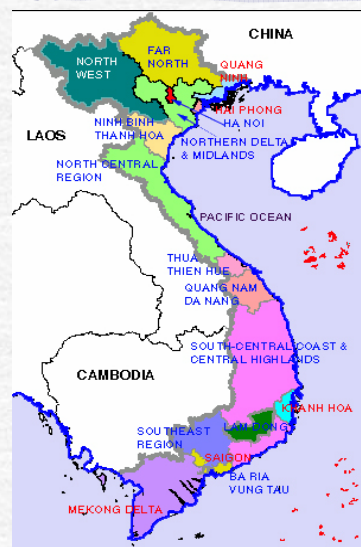 CHINA
FAR
NORTH
NORTH
WEST
QUANG
NINH
HAI PHONG
HA NOI
LAOS
NINH BINH
THANH HOA
NORTHERN DELTA
& MIDLANDS
NORTH CENTRAL
REGION
PACIFIC OCEAN
THUA
THIEN HUE
QUANG NAM
DA NANG
SOUTH-CENTRAL COAST &
CENTRAL HIGHLANDS
CAMBODIA
KHANH HOA
LAM DONG
SOUTHEAST
REGION
SAIGON
BA RIA
VUNG TAU
MEKONG DELTA